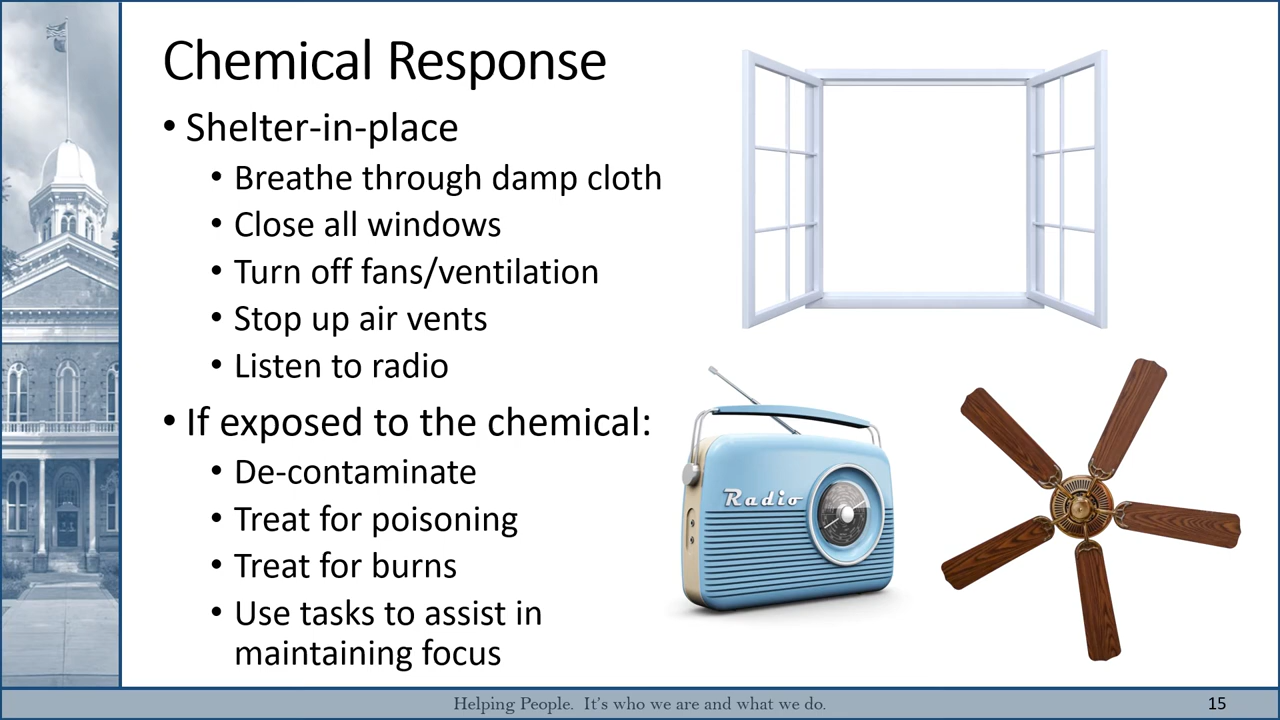 Chemical Response
• Shelter-in-place
• Breathe through damp cloth
• Close all windows
• Turn off fans/ventilation
• Stop up air vents
• Listen to radio
• If exposed to the chemical:
• De-contaminate
• Treat for poisoning
• Treat for burns
• Use tasks to assist in
maintaining focus
Radio
Helping People.  It's who we are and what we do.
15